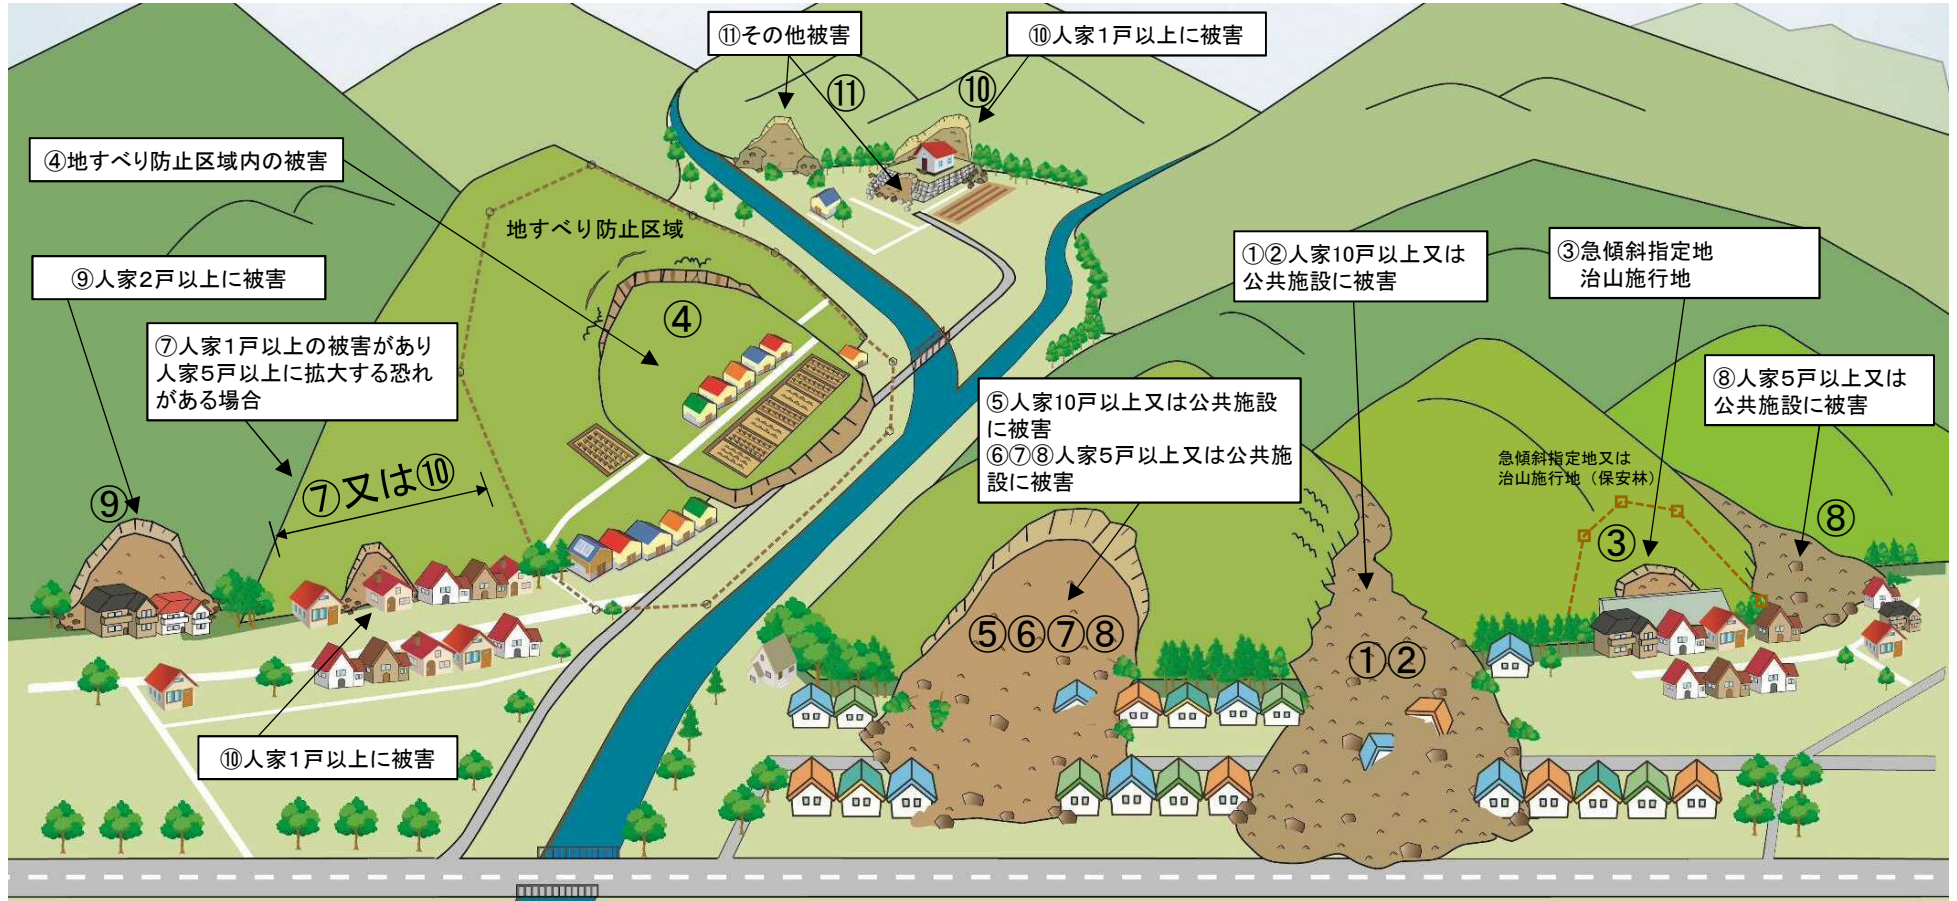 ⑪その他被害
⑩人家1戸以上に被害
⑪
⑩
④地すべり防止区域内の被害
地すべり防止区域
④
⑨人家2戸以上に被害
⑦人家1戸以上の被害があり
人家5戸以上に拡大する恐れ
がある場合
⑨
⑦又は⑩
⑩人家1戸以上に被害
①②人家10戸以上又は
公共施設に被害
③急傾斜指定地
治山施行地
⑧人家5戸以上又は
公共施設に被害
⑤人家10戸以上又は公共施設
に被害
⑥⑦⑧人家5戸以上又は公共施
設に被害
急傾斜指定地又は
治山施行地（保安林）
③
⑧
⑤⑥⑦⑧
①②